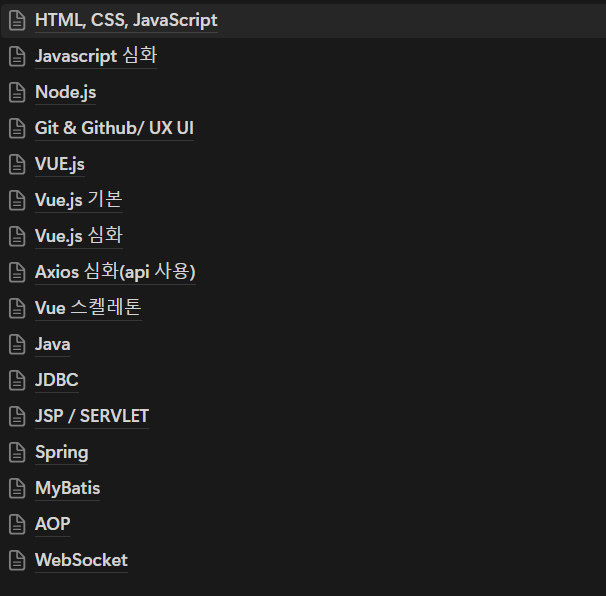 HTML, CSS, JavaScript
Javascript 심화
Node.js
Git & Github/ UX UI
VUE.js
Vue.js 기본
Vue.js 심화
Axios 심화(api 사용)
Vue 스켈레톤
Java
JDBC
JSP / SERVLET
Spring
MyBatis
AOP
WebSocket